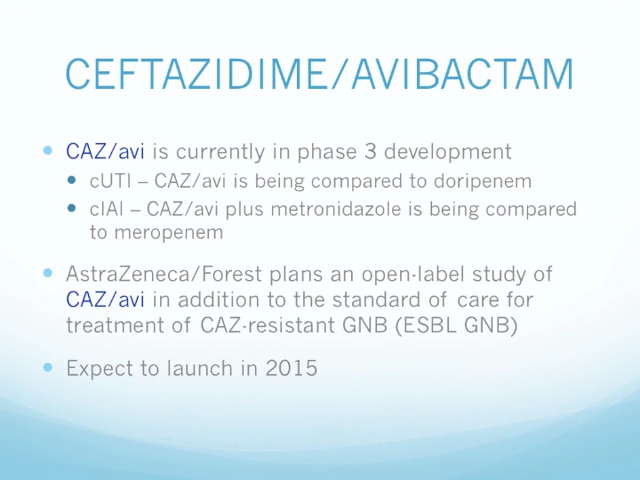 CEFTAZIDIME/AVIBACTAM
• CAZ/avi is currently in phase 3 development
• cUTI – CAZ/avi is being compared to doripenem
• cIAI – CAZ/avi plus metronidazole is being compared
to meropenem
• AstraZeneca/Forest plans an open-label study of
CAZ/avi in addition to the standard of care for
treatment of CAZ-resistant GNB (ESBL GNB)
• Expect to launch in 2015